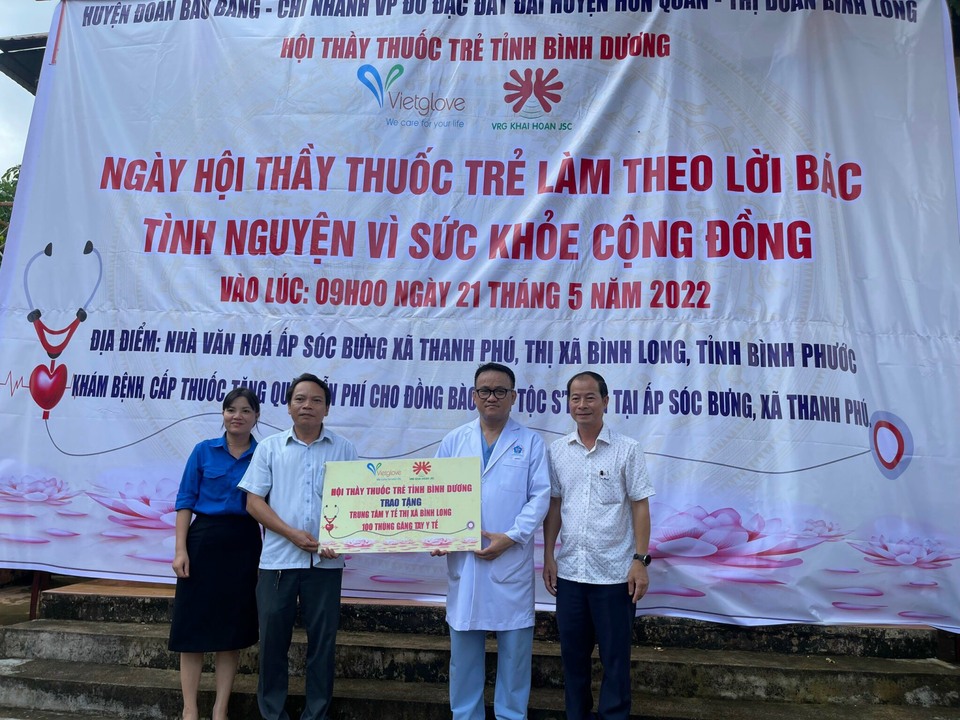 HUYỆN ĐOÀN BÀU BÀNG - CHI NHÁNH VP ĐO ĐẠC ĐẤT ĐAI HUYỆN HỚN QUẢN - THỊ ĐOÀN BÌNH LONG
HỘI THẦY THUỐC TRẺ TỈNH BÌNH DƯƠNG
Vietglove
We care for your life
VRG KHAI HOAN JSC
NGÀY HỘI THẦY THUỐC TRẺ LÀM THEO LỜI BÁC
TÌNH NGUYỆN VÌ SỨC KHỎE CỘNG ĐỒNG
VÀO LÚC: 09H00 NGÀY 21 THÁNG 5 NĂM 2022
ĐỊA ĐIỂM: NHÀ VĂN HOÁ ẤP SÓC BƯNG XÃ THANH PHÚ, THỊ XÃ BÌNH LONG, TỈNH BÌNH PHƯỚC
KHÁM BỆNH, CẤP THUỐC TẶNG QUÀ PHÍ CHO ĐỒNG BÀO TỘC TẠI ẤP SÓC BƯNG, XÃ THANH PHÚ
Vietglove
HỘI THẦY THUỐC TRẺ TỈNH BÌNH DƯƠNG
TRAO TẶNG
TRUNG TÂM Y TẾ THỊ XÃ BÌNH LONG
100 THÙNG GĂNG TAY Y TẾ